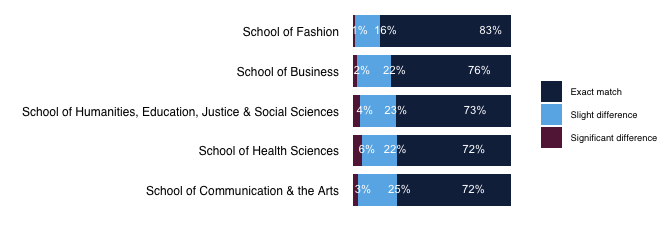 School of Fashion 1% 16% 83%
School of Business 2% 22% 76%
School of Humanities, Education, Justice & Social Sciences 4% 23% 73%
School of Health Sciences 6% 22% 72%
School of Communication & the Arts 3% 25% 72%
Exact match
Slight difference
Significant difference